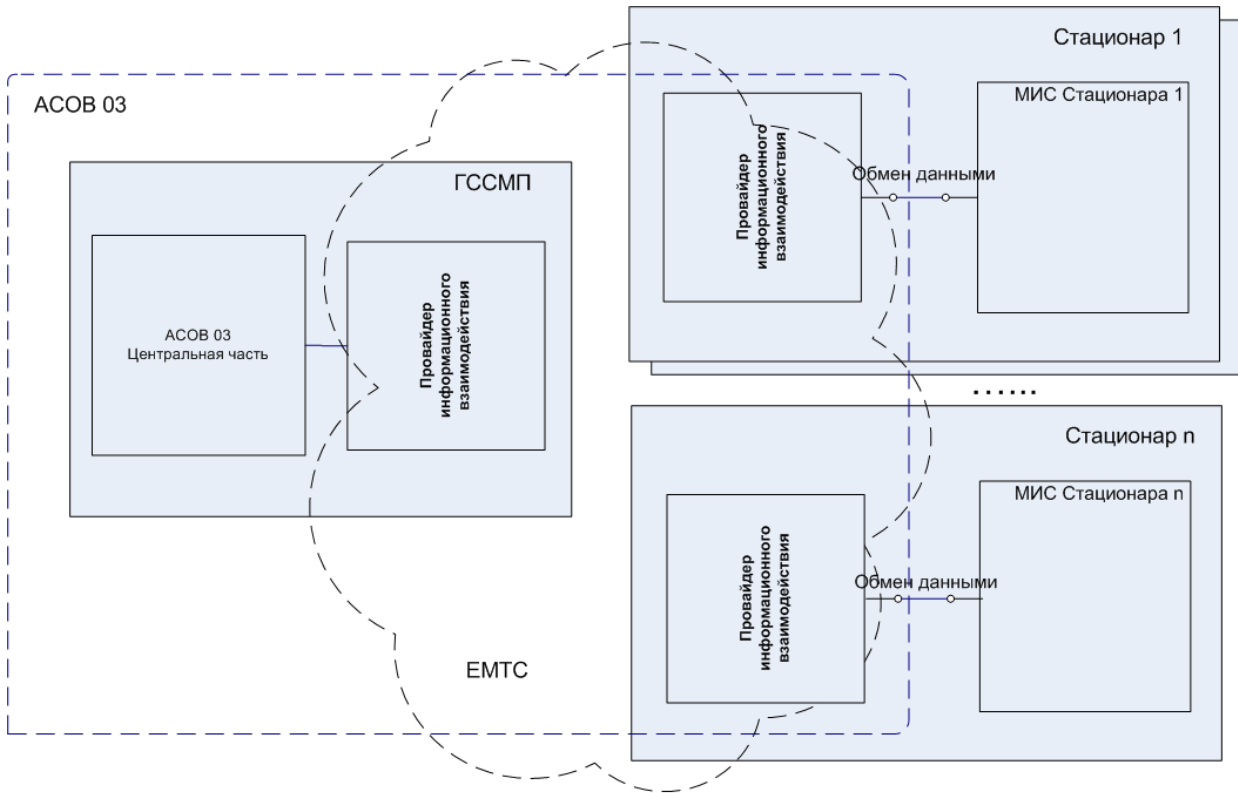 АСОВ 03
ГССМП
АСОВ 03
Центральная часть
Провайдер
информационного
взаимодействия
ЕМТС
Стационар 1
Провайдер
информационного
взаимодействия
Обмен данными
МИС Стационара 1
......
Стационар n
Провайдер
информационного
взаимодействия
Обмен данными
МИС Стационара n